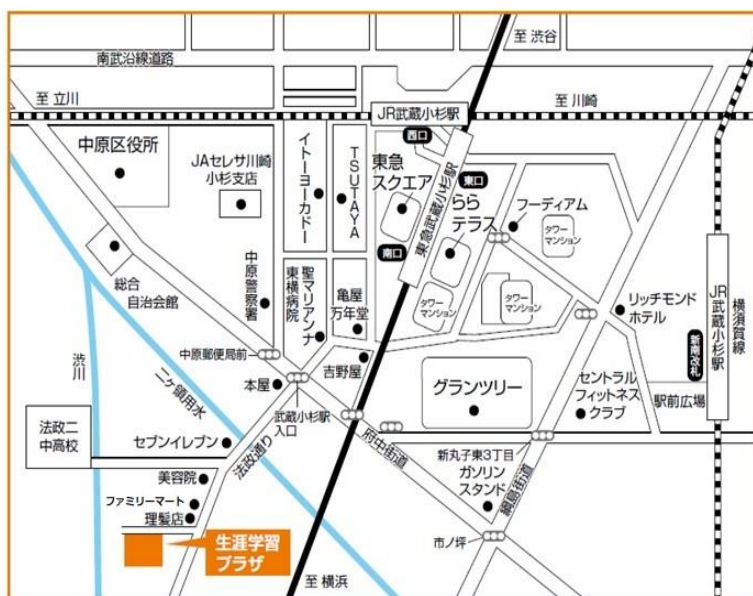 至 渋谷
南武沿線道路
至 立川
至 川崎
JR武蔵小杉駅
西口
中原区役所
JAセレサ川崎
小杉支店
イトーヨーカドー
TSUTAYA
東急
スクエア
東急武蔵小杉駅
東口
らら
テラス
フーディアム
タワー
マンション
南口
総合
自治会館
中原警察署
聖マリアンナ
東横病院
亀屋
万年堂
タワー
マンション
タワー
マンション
リッチモンド
ホテル
JR武蔵小杉駅
横須賀線
新南改札
中原郵便局前
渋川
二ヶ領用水
本屋
吉野屋
グランツリー
セントラル
フィットネス
クラブ
駅前広場
武蔵小杉駅
入口
法政二
中高校
セブンイレブン
法政通り
府中街道
新丸子東3丁目
ガソリン
スタンド
綱島街道
美容院
ファミリーマート
理髪店
生涯学習
プラザ
市ノ坪
至 横浜